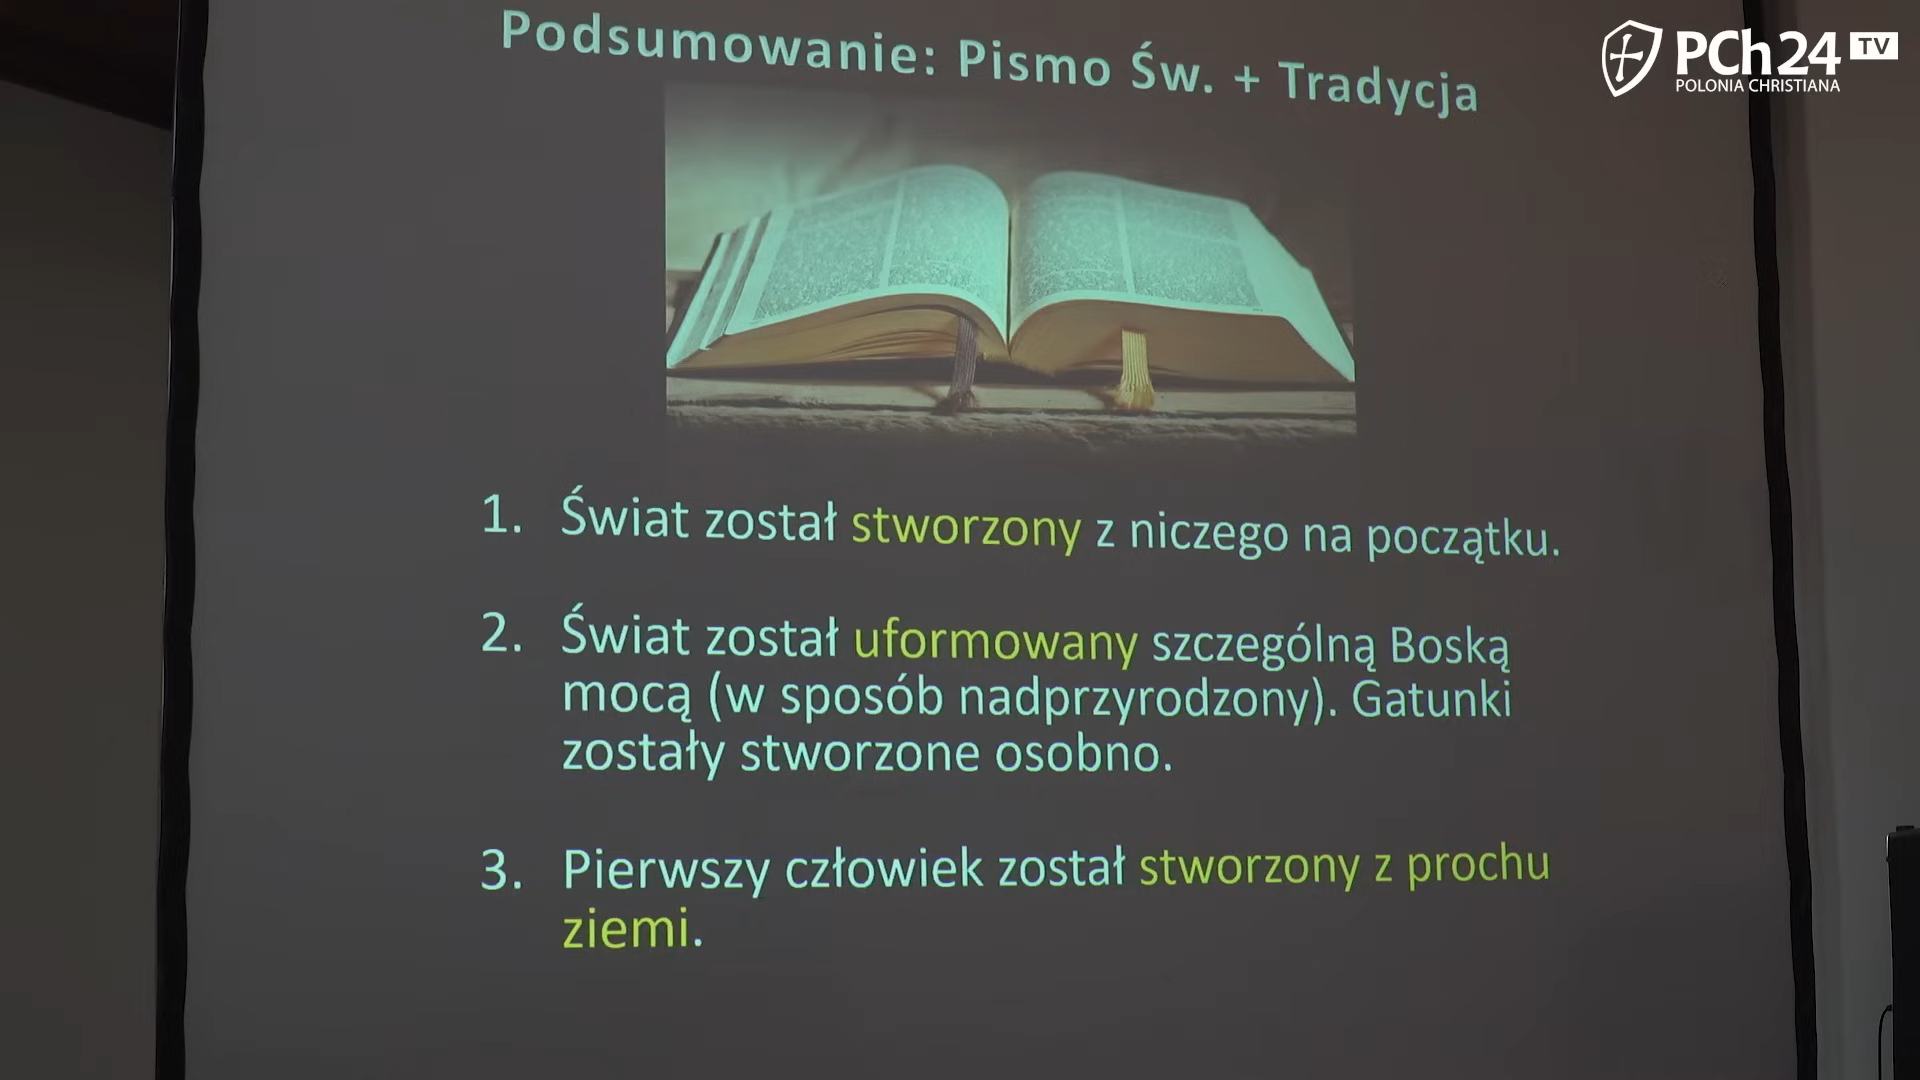 Podsumowanie: Pismo Św. + Tradycja
PCh24 TV
POLONIA CHRISTIANA
1. Świat został stworzony z niczego na początku.
2. Świat został uformowany szczególną Boską
mocą (w sposób nadprzyrodzony). Gatunki
zostały stworzone osobno.
3. Pierwszy człowiek został stworzony z prochu
ziemi.